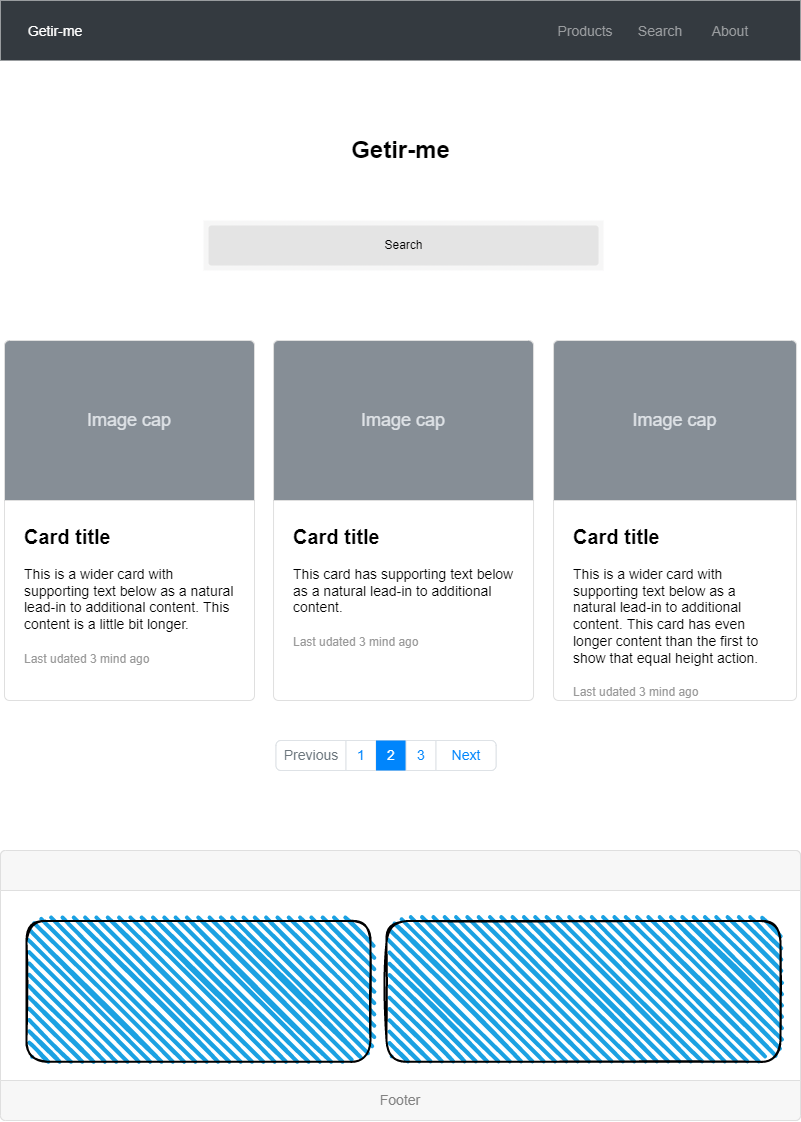 Getir-me
Products Search About
Getir-me
Search
Image cap
Card title
This is a wider card with
supporting text below as a natural
lead-in to additional content. This
content is a little bit longer.
Last udated 3 mind ago
Image cap
Card title
This card has supporting text below
as a natural lead-in to additional
content.
Last udated 3 mind ago
Image cap
Card title
This is a wider card with
supporting text below as a
natural lead-in to additional
content. This card has even
longer content than the first to
show that equal height action.
Last udated 3 mind ago
Previous 1 2 3 Next
Footer